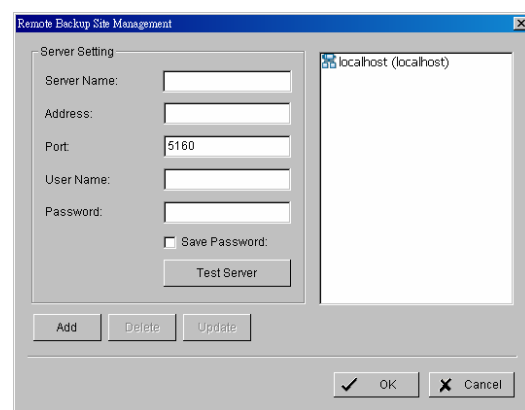 Remote Backup Site Management
Server Setting
Server Name:
Address:
Port: 5160
User Name:
Password:
Save Password:
Test Server
Add Delete Update
localhost (localhost)
OK Cancel